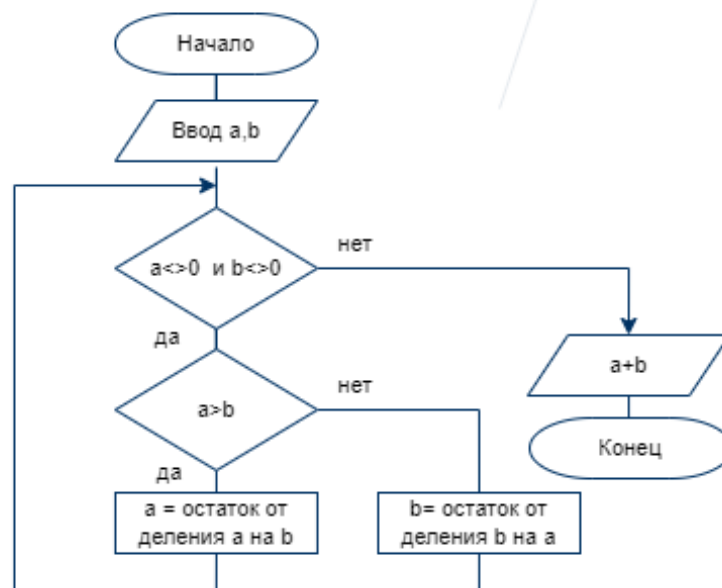 Начало
Ввод a,b
a<>0 и b<>0
нет
да
a+b
a>b
нет
Конец
да
a = остаток от
деления a на b
b= остаток от
деления b на a